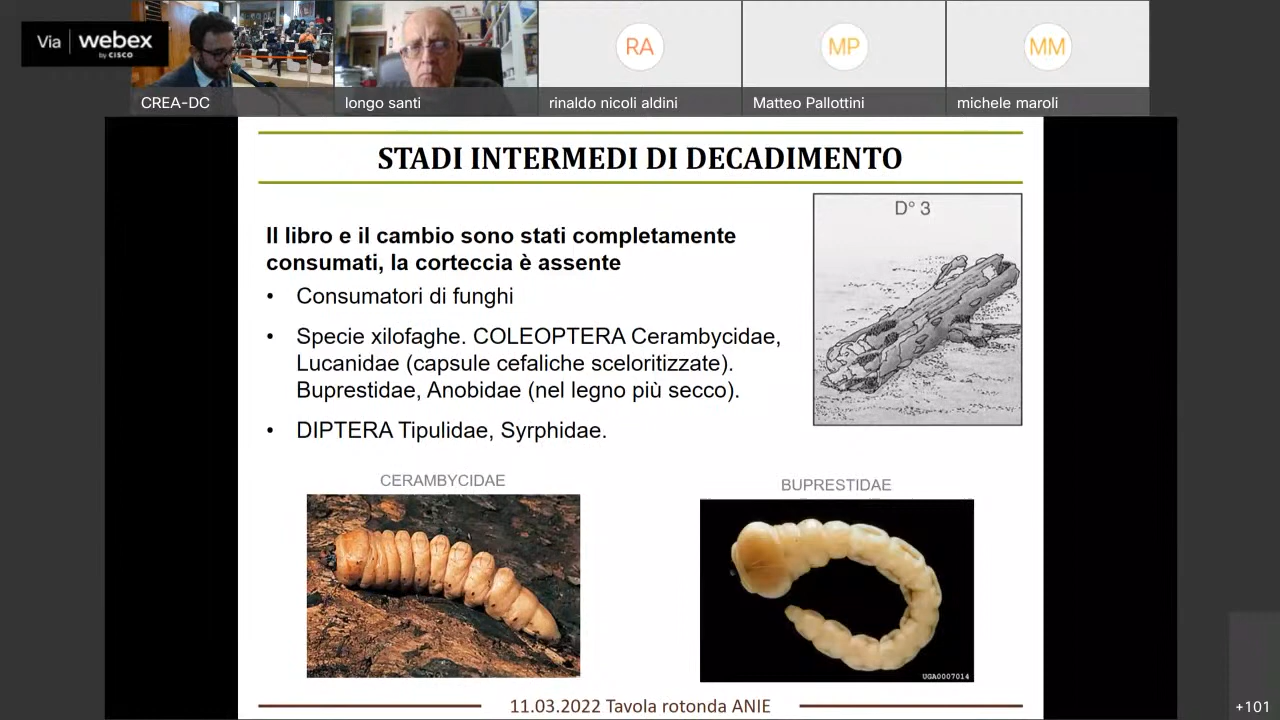 Via webex
by CISCO
RA
MP
MM
CREA-DC
longo santi
rinaldo nicoli aldini
Matteo Pallottini
michele maroli
STADI INTERMEDI DI DECADIMENTO
D° 3
Il libro e il cambio sono stati completamente
consumati, la corteccia è assente
• Consumatori di funghi
• Specie xilofaghe. COLEOPTERA Cerambycidae,
Lucanidae (capsule cefaliche sceloritizzate).
Buprestidae, Anobidae (nel legno più secco).
• DIPTERA Tipulidae, Syrphidae.
CERAMBYCIDAE
BUPRESTIDAE
UGA0007014
11.03.2022 Tavola rotonda ANIE
+101